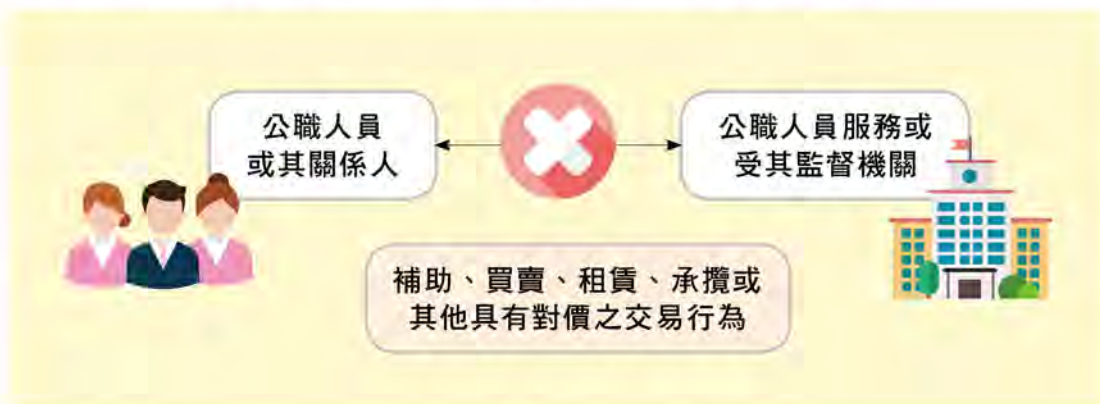 公職人員
或其關係人
公職人員服務或
受其監督機關
補助、買賣、租賃、承攬或
其他具有對價之交易行為